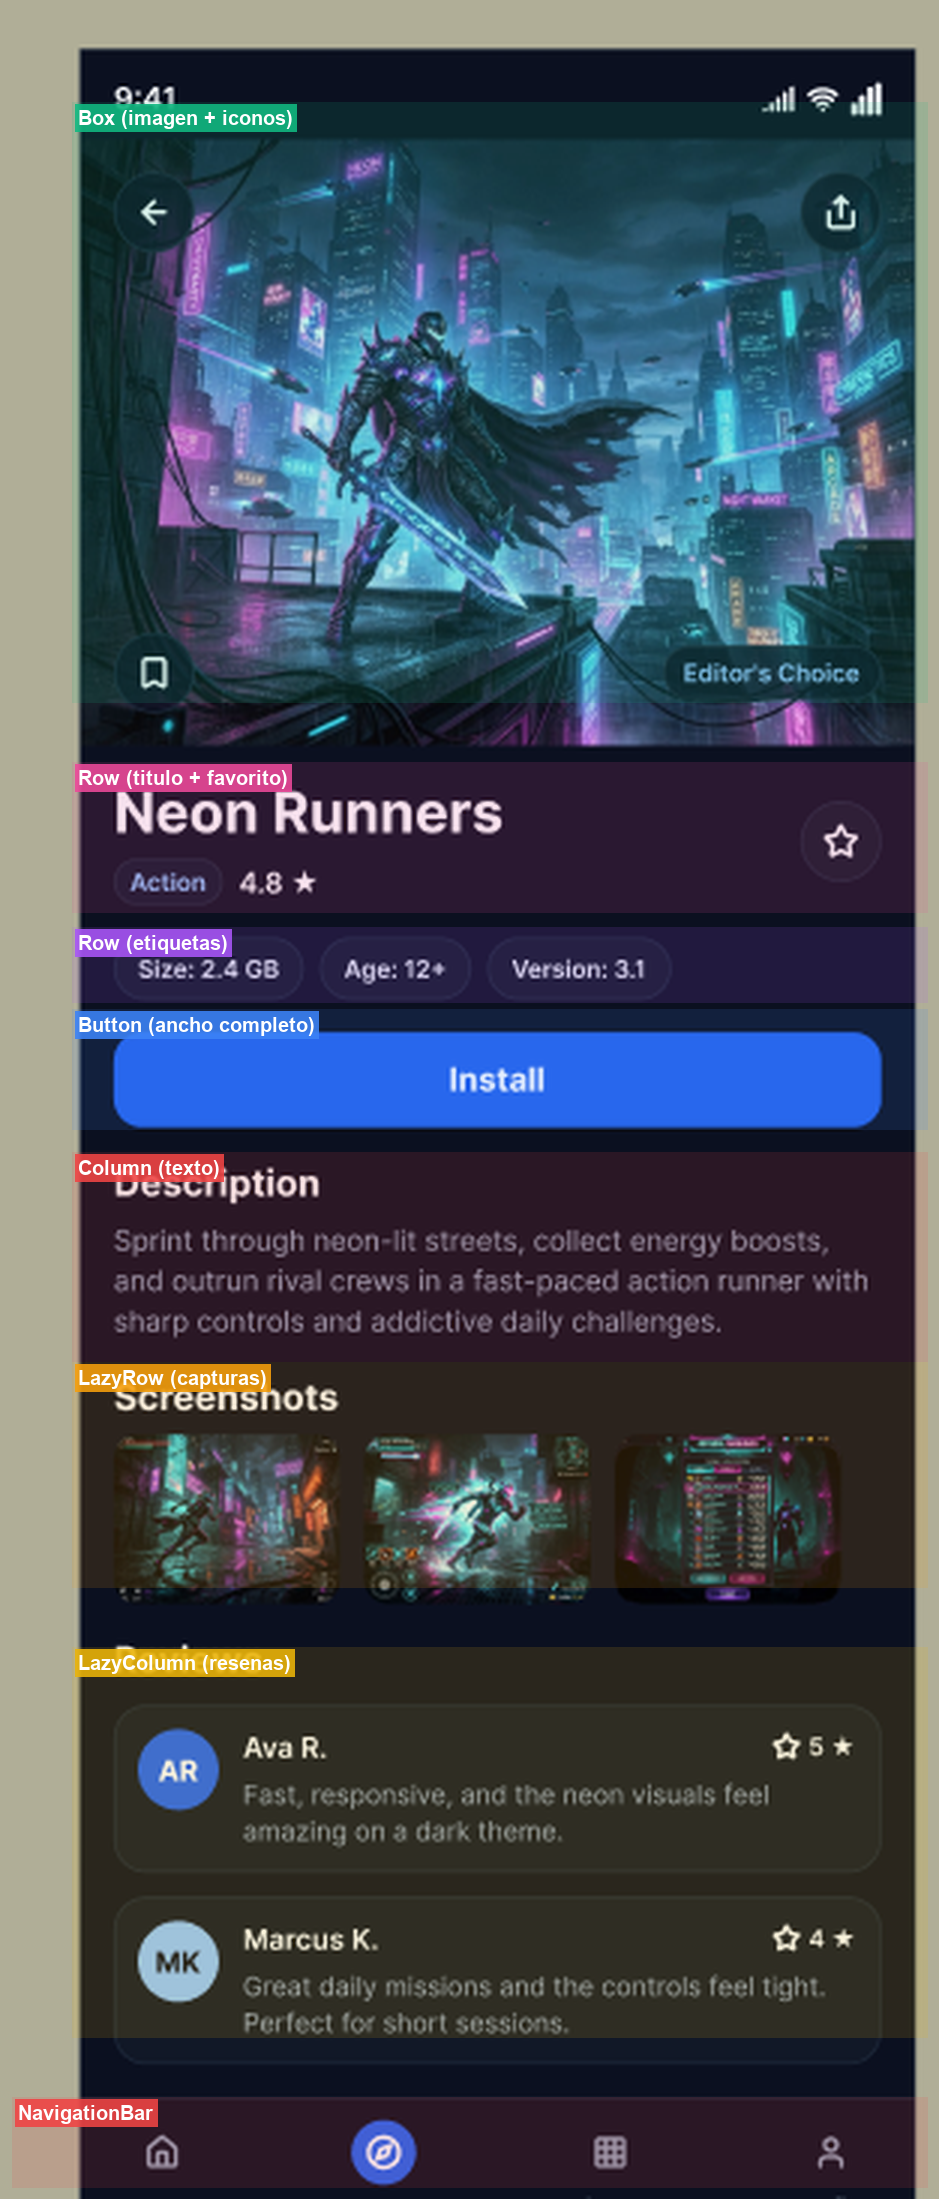 9:41
Box (imagen + iconos)
Editor's Choice
Row (titulo + favorito)
Neon Runners
Action 4.8 ★
Row (etiquetas)
Size: 2.4 GB Age: 12+ Version: 3.1
Button (ancho completo)
Install
Column (texto)
Description
Sprint through neon-lit streets, collect energy boosts,
and outrun rival crews in a fast-paced action runner with
sharp controls and addictive daily challenges.
LazyRow (capturas)
Screenshots
LazyColumn (resenas)
AR
Ava R. 5 ★
Fast, responsive, and the neon visuals feel
amazing on a dark theme.
MK
Marcus K. 4 ★
Great daily missions and the controls feel tight.
Perfect for short sessions.
NavigationBar